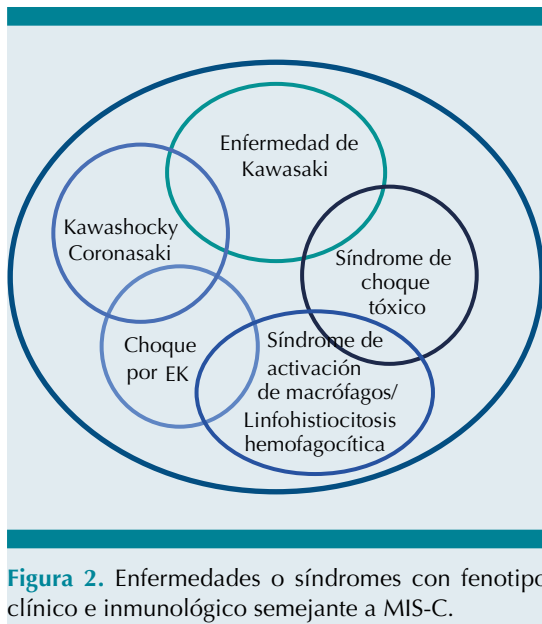 Enfermedad de
Kawasaki
Kawashocky
Coronasaki
Síndrome de
choque
tóxico
Choque
por EK
Síndrome de
activación
de macrófagos/
Linfohistiocitosis
hemofagocítica
Figura 2. Enfermedades o síndromes con fenotipo
clínico e inmunológico semejante a MIS-C.